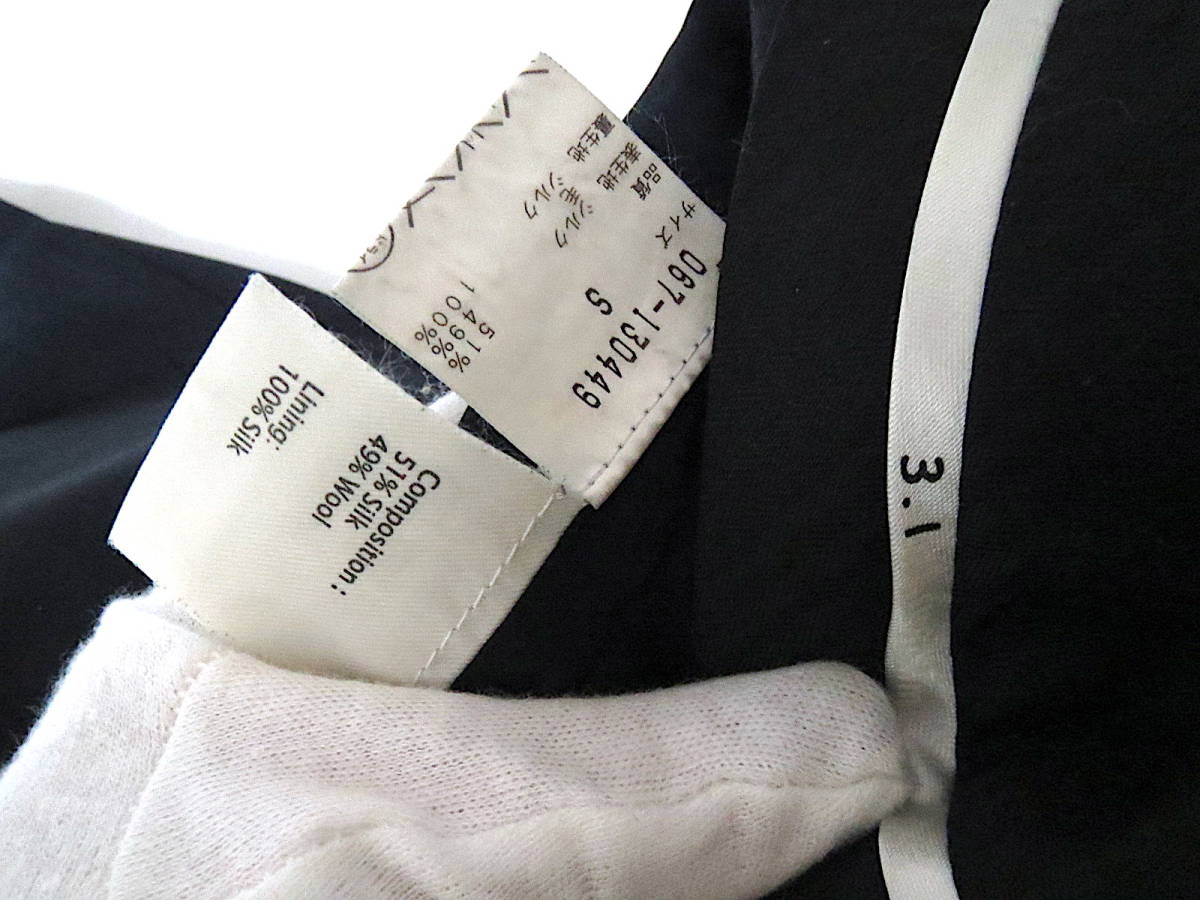 067-130449
サイズ S
品質
表生地 シルク 51%
毛 49%
裏生地 シルク 100%
Composition:
51% Silk
49% Wool
Lining:
100% Silk
3.1